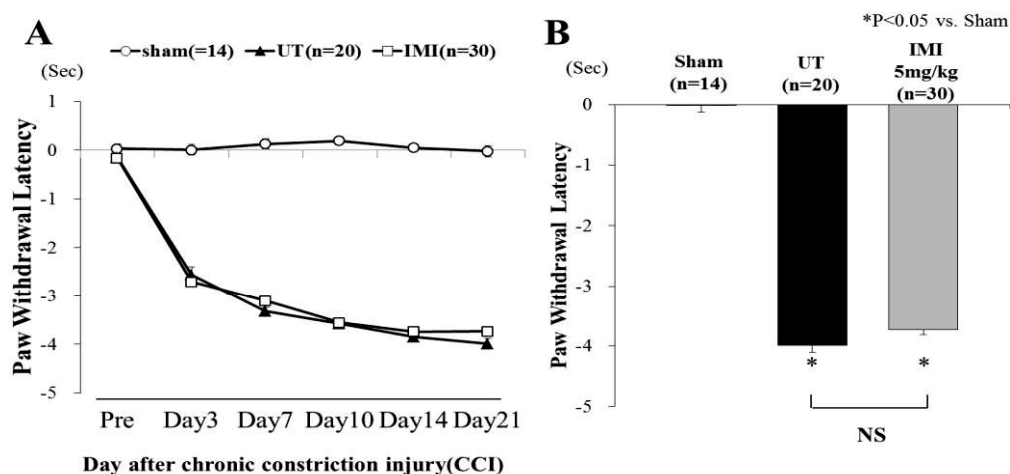 A
sham(=14) UT(n=20) IMI(n=30)
(Sec)
1
0
-1
-2
-3
-4
-5
Paw Withdrawal Latency
Pre Day3 Day7 Day10 Day14 Day21
Day after chronic constriction injury(CCI)
B
*P<0.05 vs. Sham
(Sec)
Sham
(n=14)
UT
(n=20)
IMI
5mg/kg
(n=30)
0
-1
-2
-3
-4
-5
Paw Withdrawal Latency
* *
NS